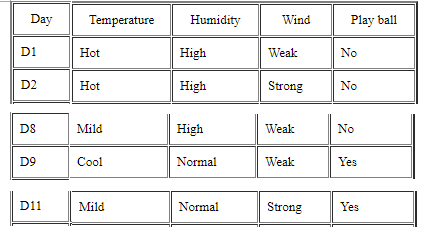 Day Temperature Humidity Wind Play ball
D1 Hot High Weak No
D2 Hot High Strong No
D8 Mild High Weak No
D9 Cool Normal Weak Yes
D11 Mild Normal Strong Yes